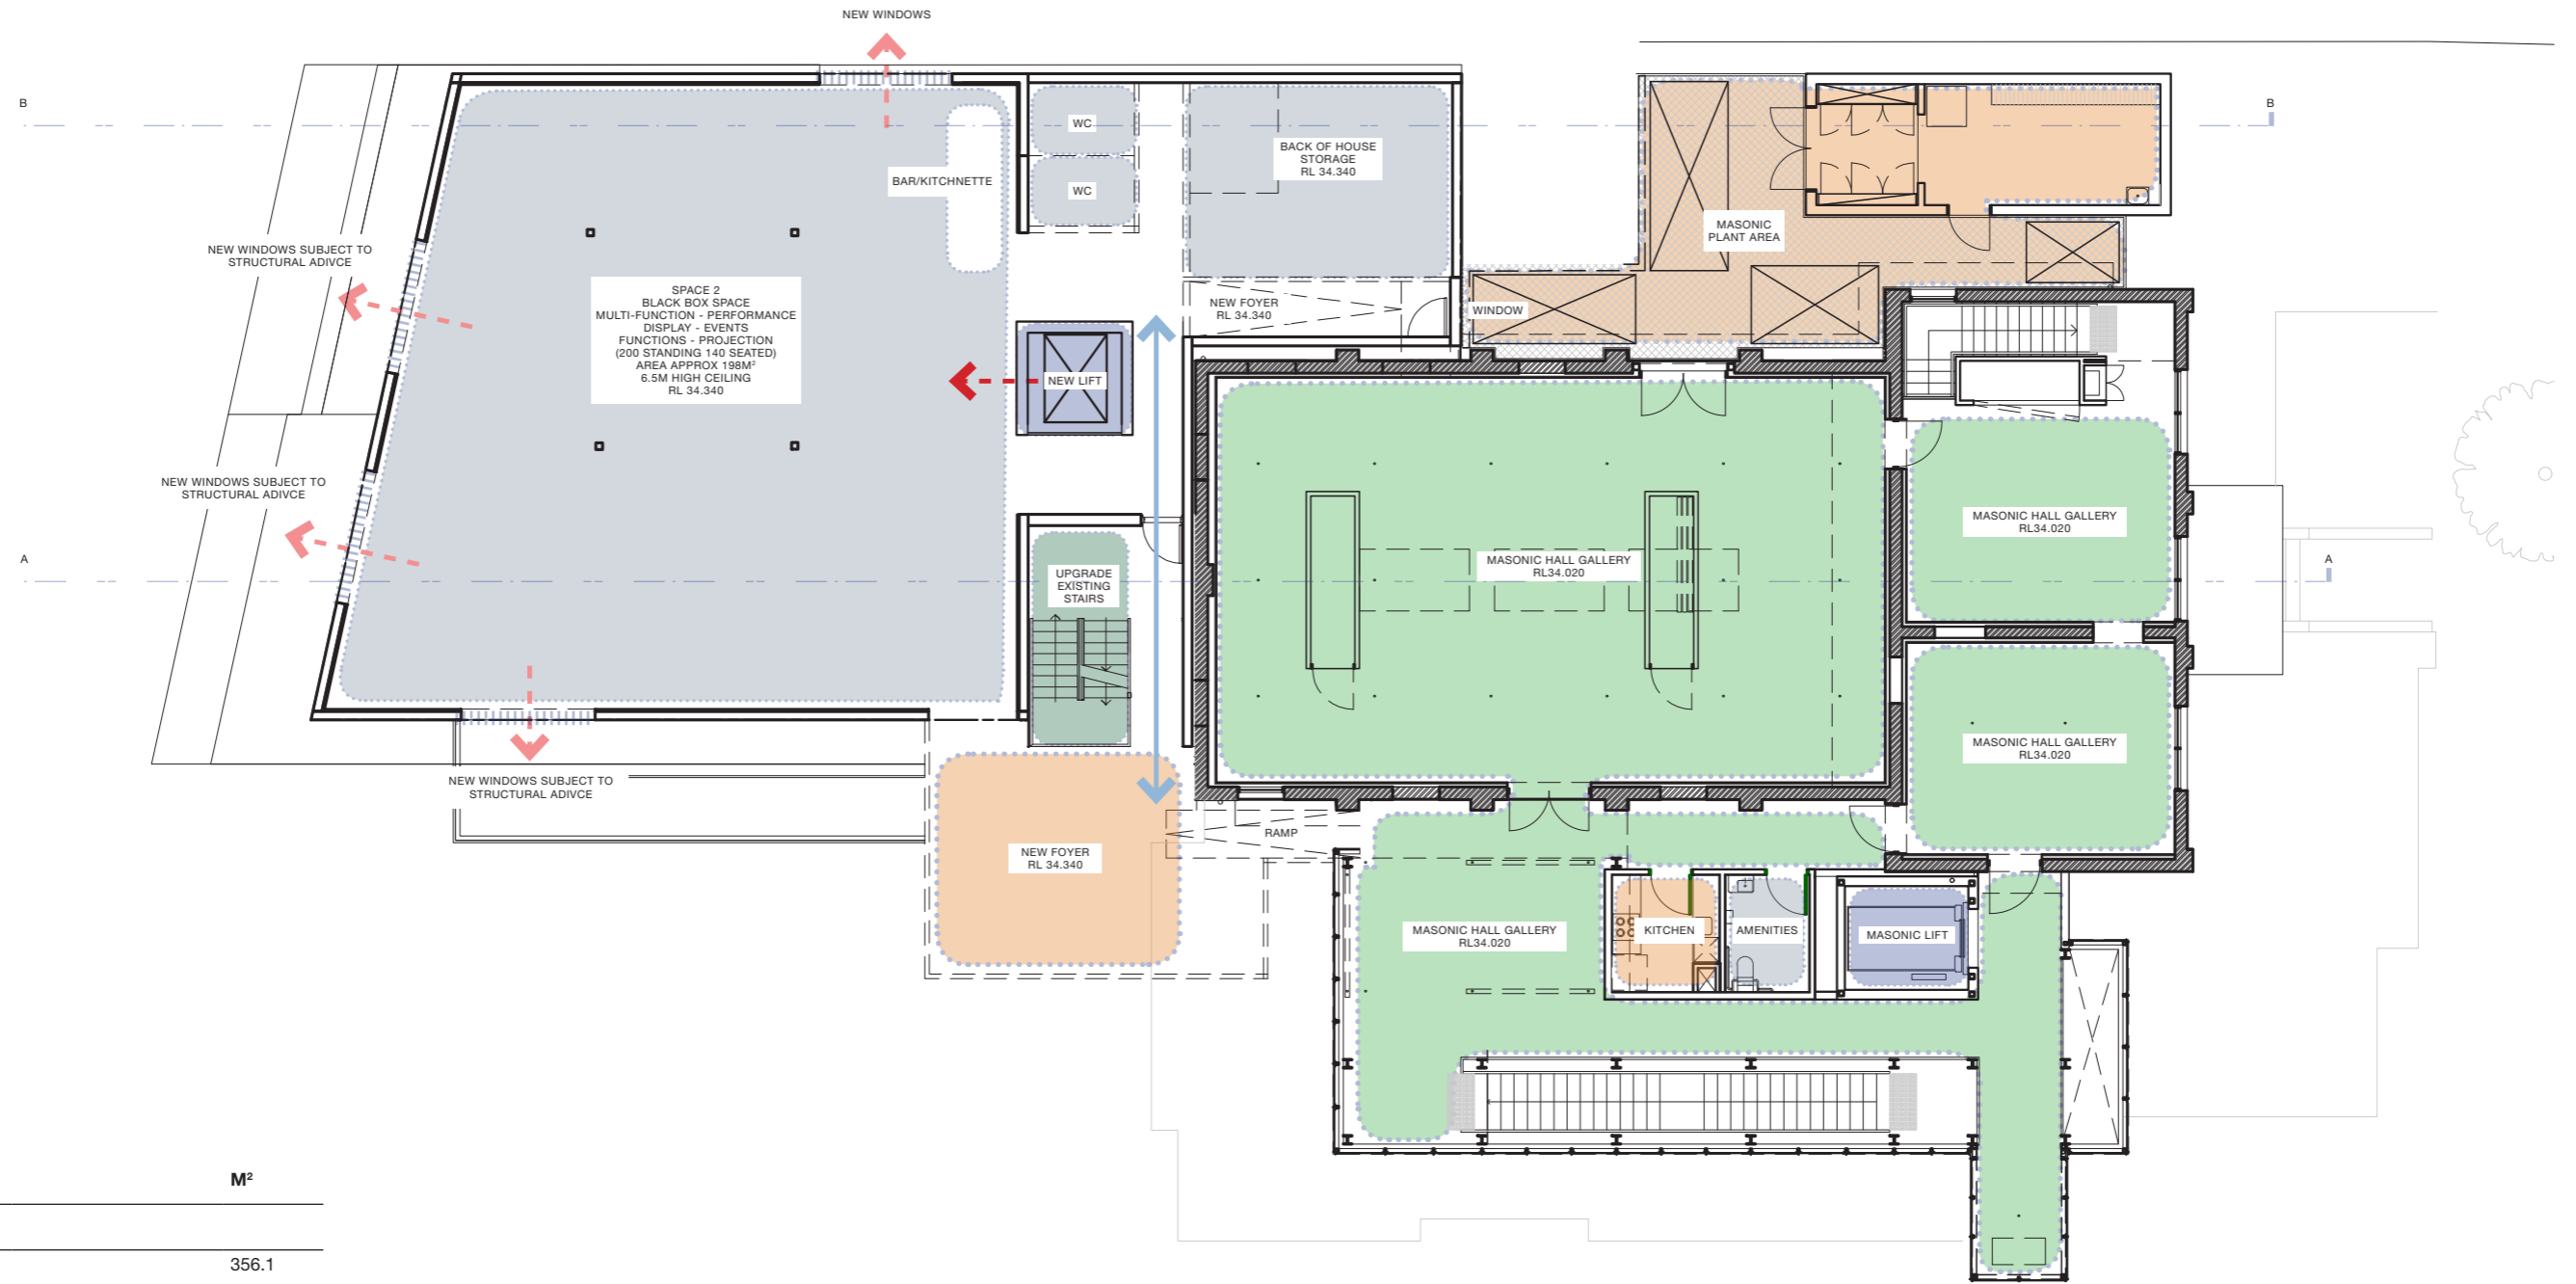 NEW WINDOWS
B
B
WC
BACK OF HOUSE
STORAGE
RL 34.340
BAR/KITCHNETTE
WC
MASONIC
PLANT AREA
NEW WINDOWS SUBJECT TO
STRUCTURAL ADIVCE
SPACE 2
BLACK BOX SPACE
MULTI-FUNCTION - PERFORMANCE
DISPLAY - EVENTS
FUNCTIONS - PROJECTION
(200 STANDING 140 SEATED)
AREA APPROX 198M²
6.5M HIGH CEILING
RL 34.340
NEW FOYER
RL 34.340
WINDOW
NEW LIFT
NEW WINDOWS SUBJECT TO
STRUCTURAL ADIVCE
MASONIC HALL GALLERY
RL34.020
A
A
UPGRADE
EXISTING
STAIRS
MASONIC HALL GALLERY
RL34.020
MASONIC HALL GALLERY
RL34.020
NEW WINDOWS SUBJECT TO
STRUCTURAL ADIVCE
RAMP
NEW FOYER
RL 34.340
MASONIC HALL GALLERY
RL34.020
KITCHEN
AMENITIES
MASONIC LIFT
M²
356.1